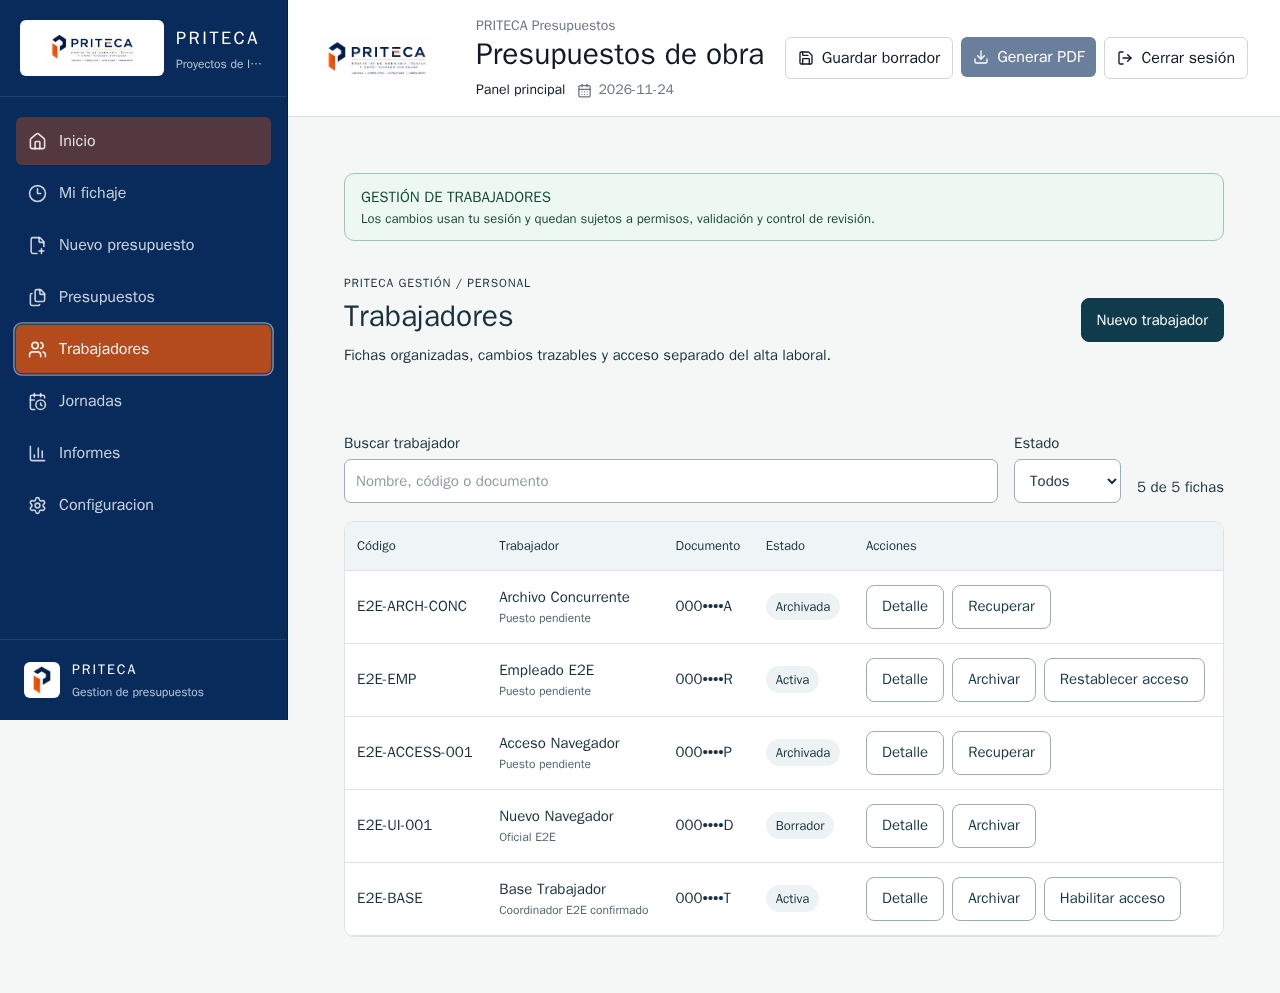 PRITECA
PRITECA
Proyectos de I···
Inicio
Mi fichaje
Nuevo presupuesto
Presupuestos
Trabajadores
Jornadas
Informes
Configuracion
PRITECA
Gestion de presupuestos
PRITECA
PRITECA Presupuestos
Presupuestos de obra
Panel principal 2026-11-24
Guardar borrador
Generar PDF
Cerrar sesión
GESTIÓN DE TRABAJADORES
Los cambios usan tu sesión y quedan sujetos a permisos, validación y control de revisión.
PRITECA GESTIÓN / PERSONAL
Trabajadores
Fichas organizadas, cambios trazables y acceso separado del alta laboral.
Nuevo trabajador
Buscar trabajador
Nombre, código o documento
Estado
Todos
5 de 5 fichas
Código Trabajador Documento Estado Acciones
E2E-ARCH-CONC Archivo Concurrente 000••••A Archivada Detalle Recuperar
Puesto pendiente
E2E-EMP Empleado E2E 000••••R Activa Detalle Archivar Restablecer acceso
Puesto pendiente
E2E-ACCESS-001 Acceso Navegador 000••••P Archivada Detalle Recuperar
Puesto pendiente
E2E-UI-001 Nuevo Navegador 000••••D Borrador Detalle Archivar
Oficial E2E
E2E-BASE Base Trabajador 000••••T Activa Detalle Archivar Habilitar acceso
Coordinador E2E confirmado